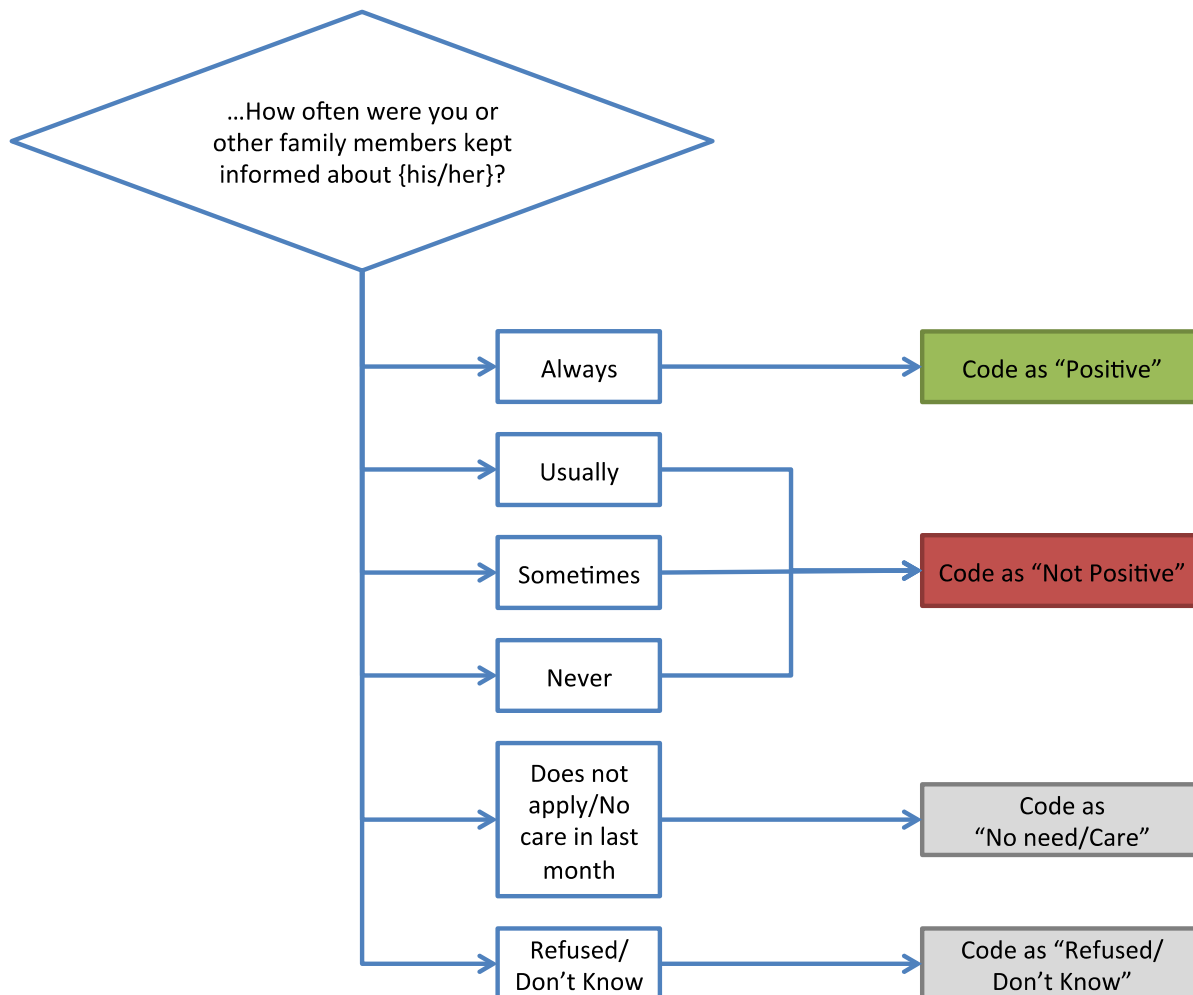 ...How often were you or
other family members kept
informed about {his/her}?
Always
Code as “Positive”
Usually
Sometimes
Code as “Not Positive”
Never
Does not
apply/No
care in last
month
Code as
“No need/Care”
Refused/
Don’t Know
Code as “Refused/
Don’t Know”